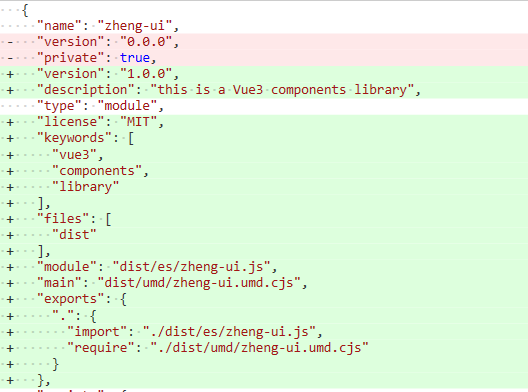 {
"name": "zheng-ui",
- "version": "0.0.0",
- "private": true,
+ "version": "1.0.0",
+ "description": "this is a Vue3 components library",
"type": "module",
+ "license": "MIT",
+ "keywords": [
+ "vue3",
+ "components",
+ "library"
+ ],
+ "files": [
+ "dist"
+ ],
+ "module": "dist/es/zheng-ui.js",
+ "main": "dist/umd/zheng-ui.umd.cjs",
+ "exports": {
+ ".": {
+ "import": "./dist/es/zheng-ui.js",
+ "require": "./dist/umd/zheng-ui.umd.cjs"
+ }
+ },